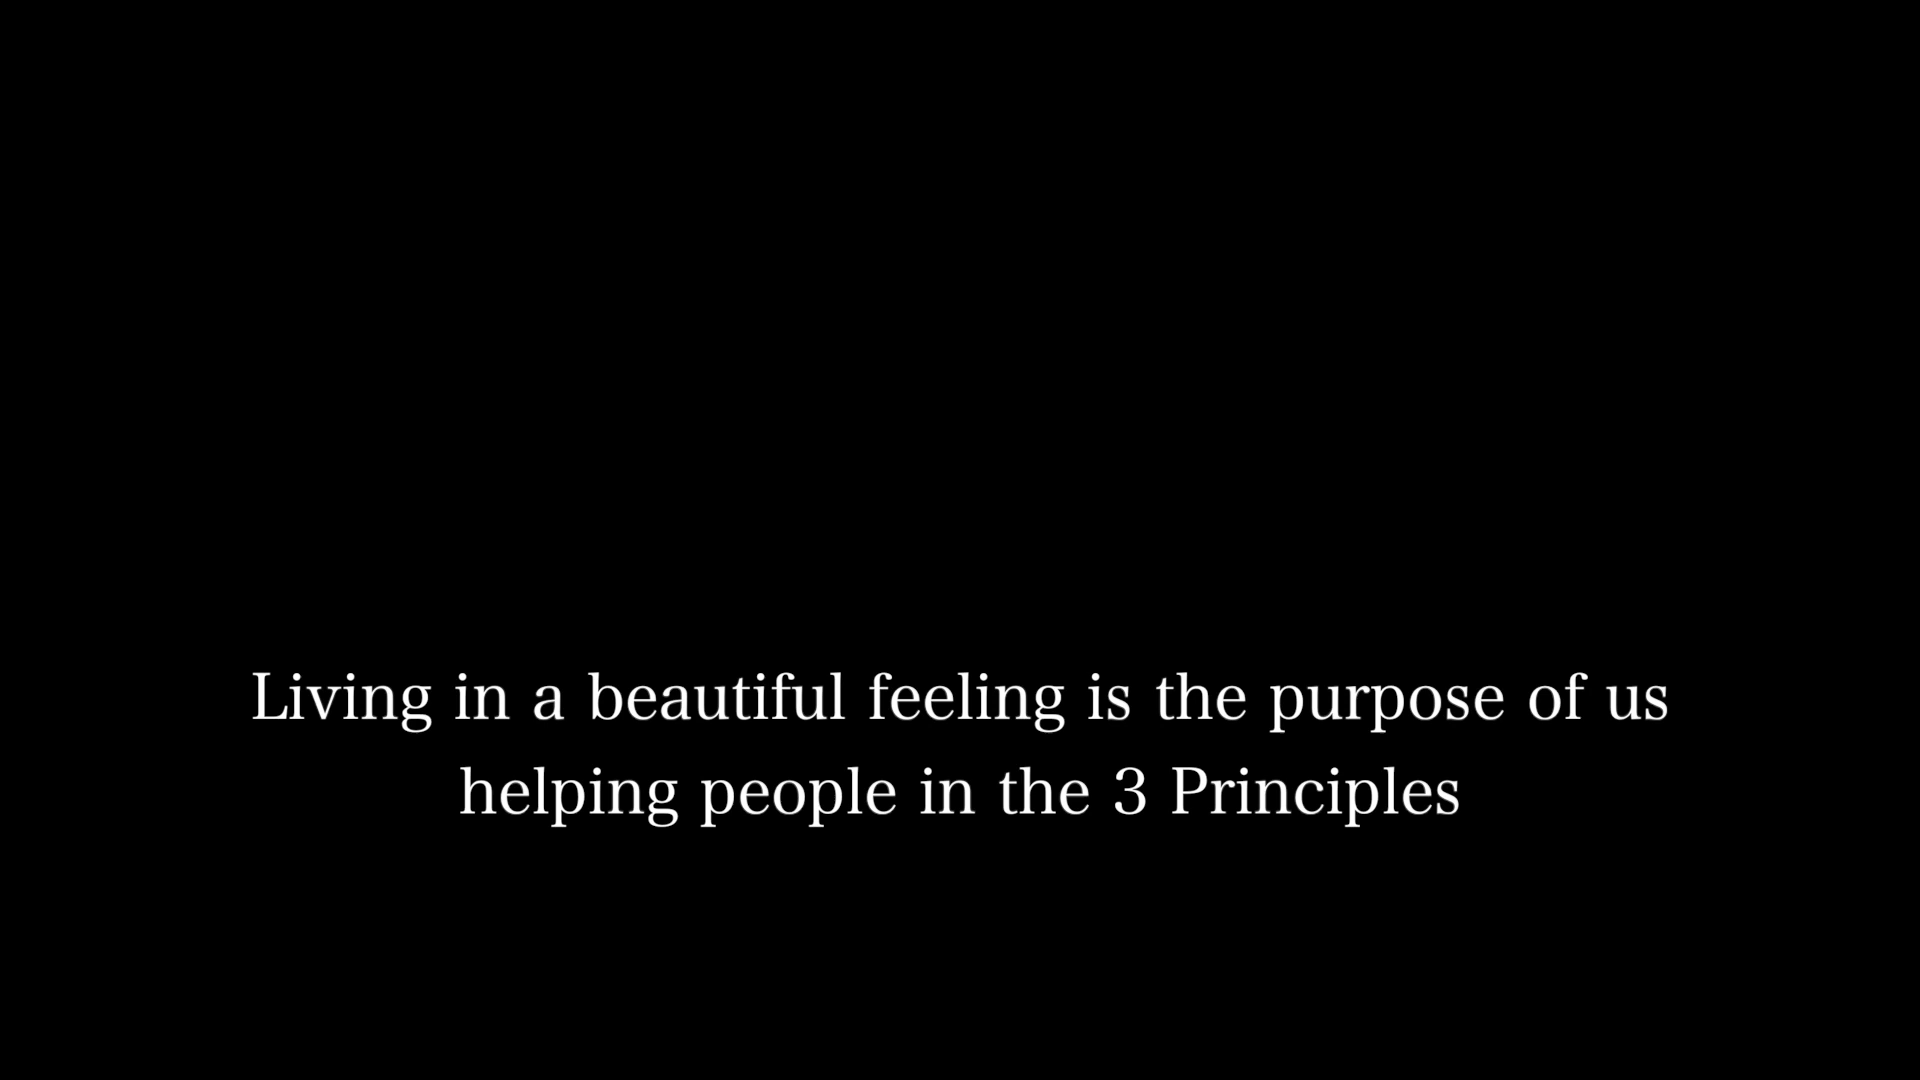 Living in a beautiful feeling is the purpose of us
helping people in the 3 Principles